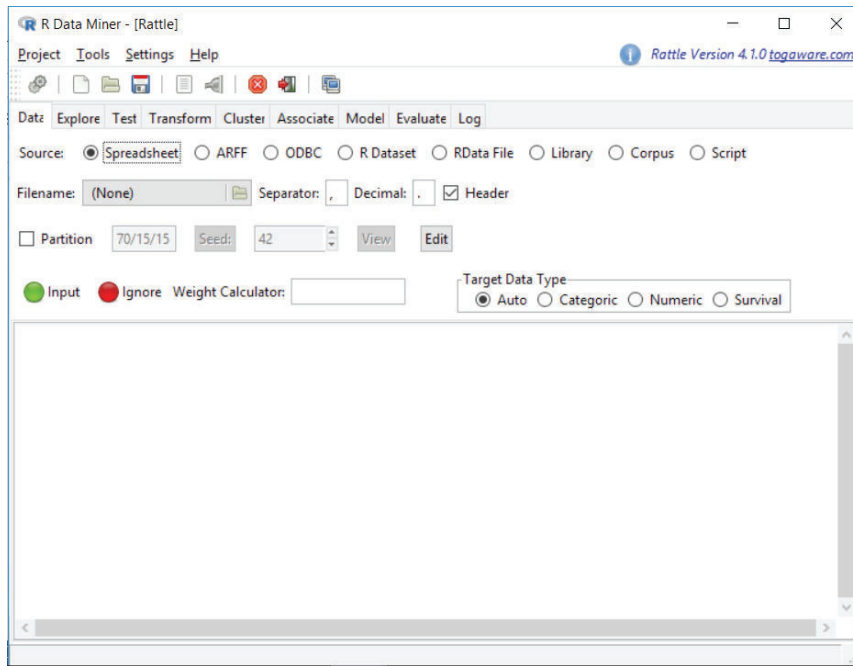 R Data Miner - [Rattle]
Project Tools Settings Help Rattle Version 4.1.0 togaware.com
Data Explore Test Transform Cluster Associate Model Evaluate Log
Source: Spreadsheet ARFF ODBC R Dataset RData File Library Corpus Script
Filename: (None) Separator: , Decimal: . Header
Partition 70/15/15 Seed: 42 View Edit
Target Data Type
Input Ignore Weight Calculator: Auto Categoric Numeric Survival